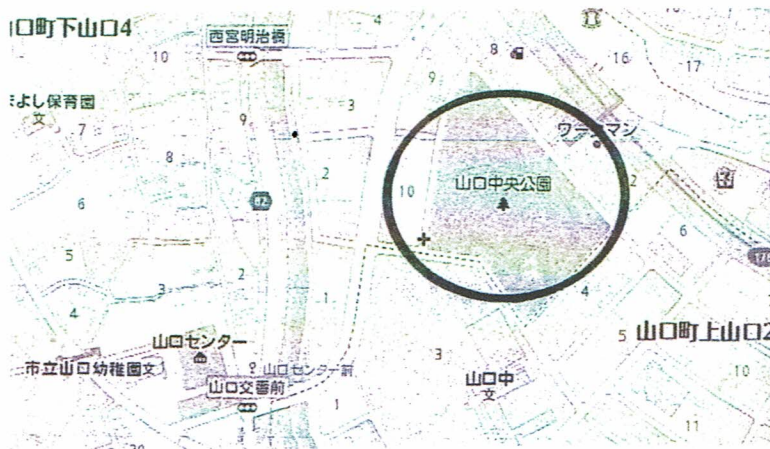 山口町下山口4
西宮明治橋
よし保育園
文
ワークマン
山口中央公園
山口町上山口2
山口センター
市立山口幼稚園文
山口センター前
山口交番前
山口中
文
4
8
16
17
10
9
3
9
7
8
2
10
2
6
82
6
5
2
3
1
4
4
3
5
10
1
11